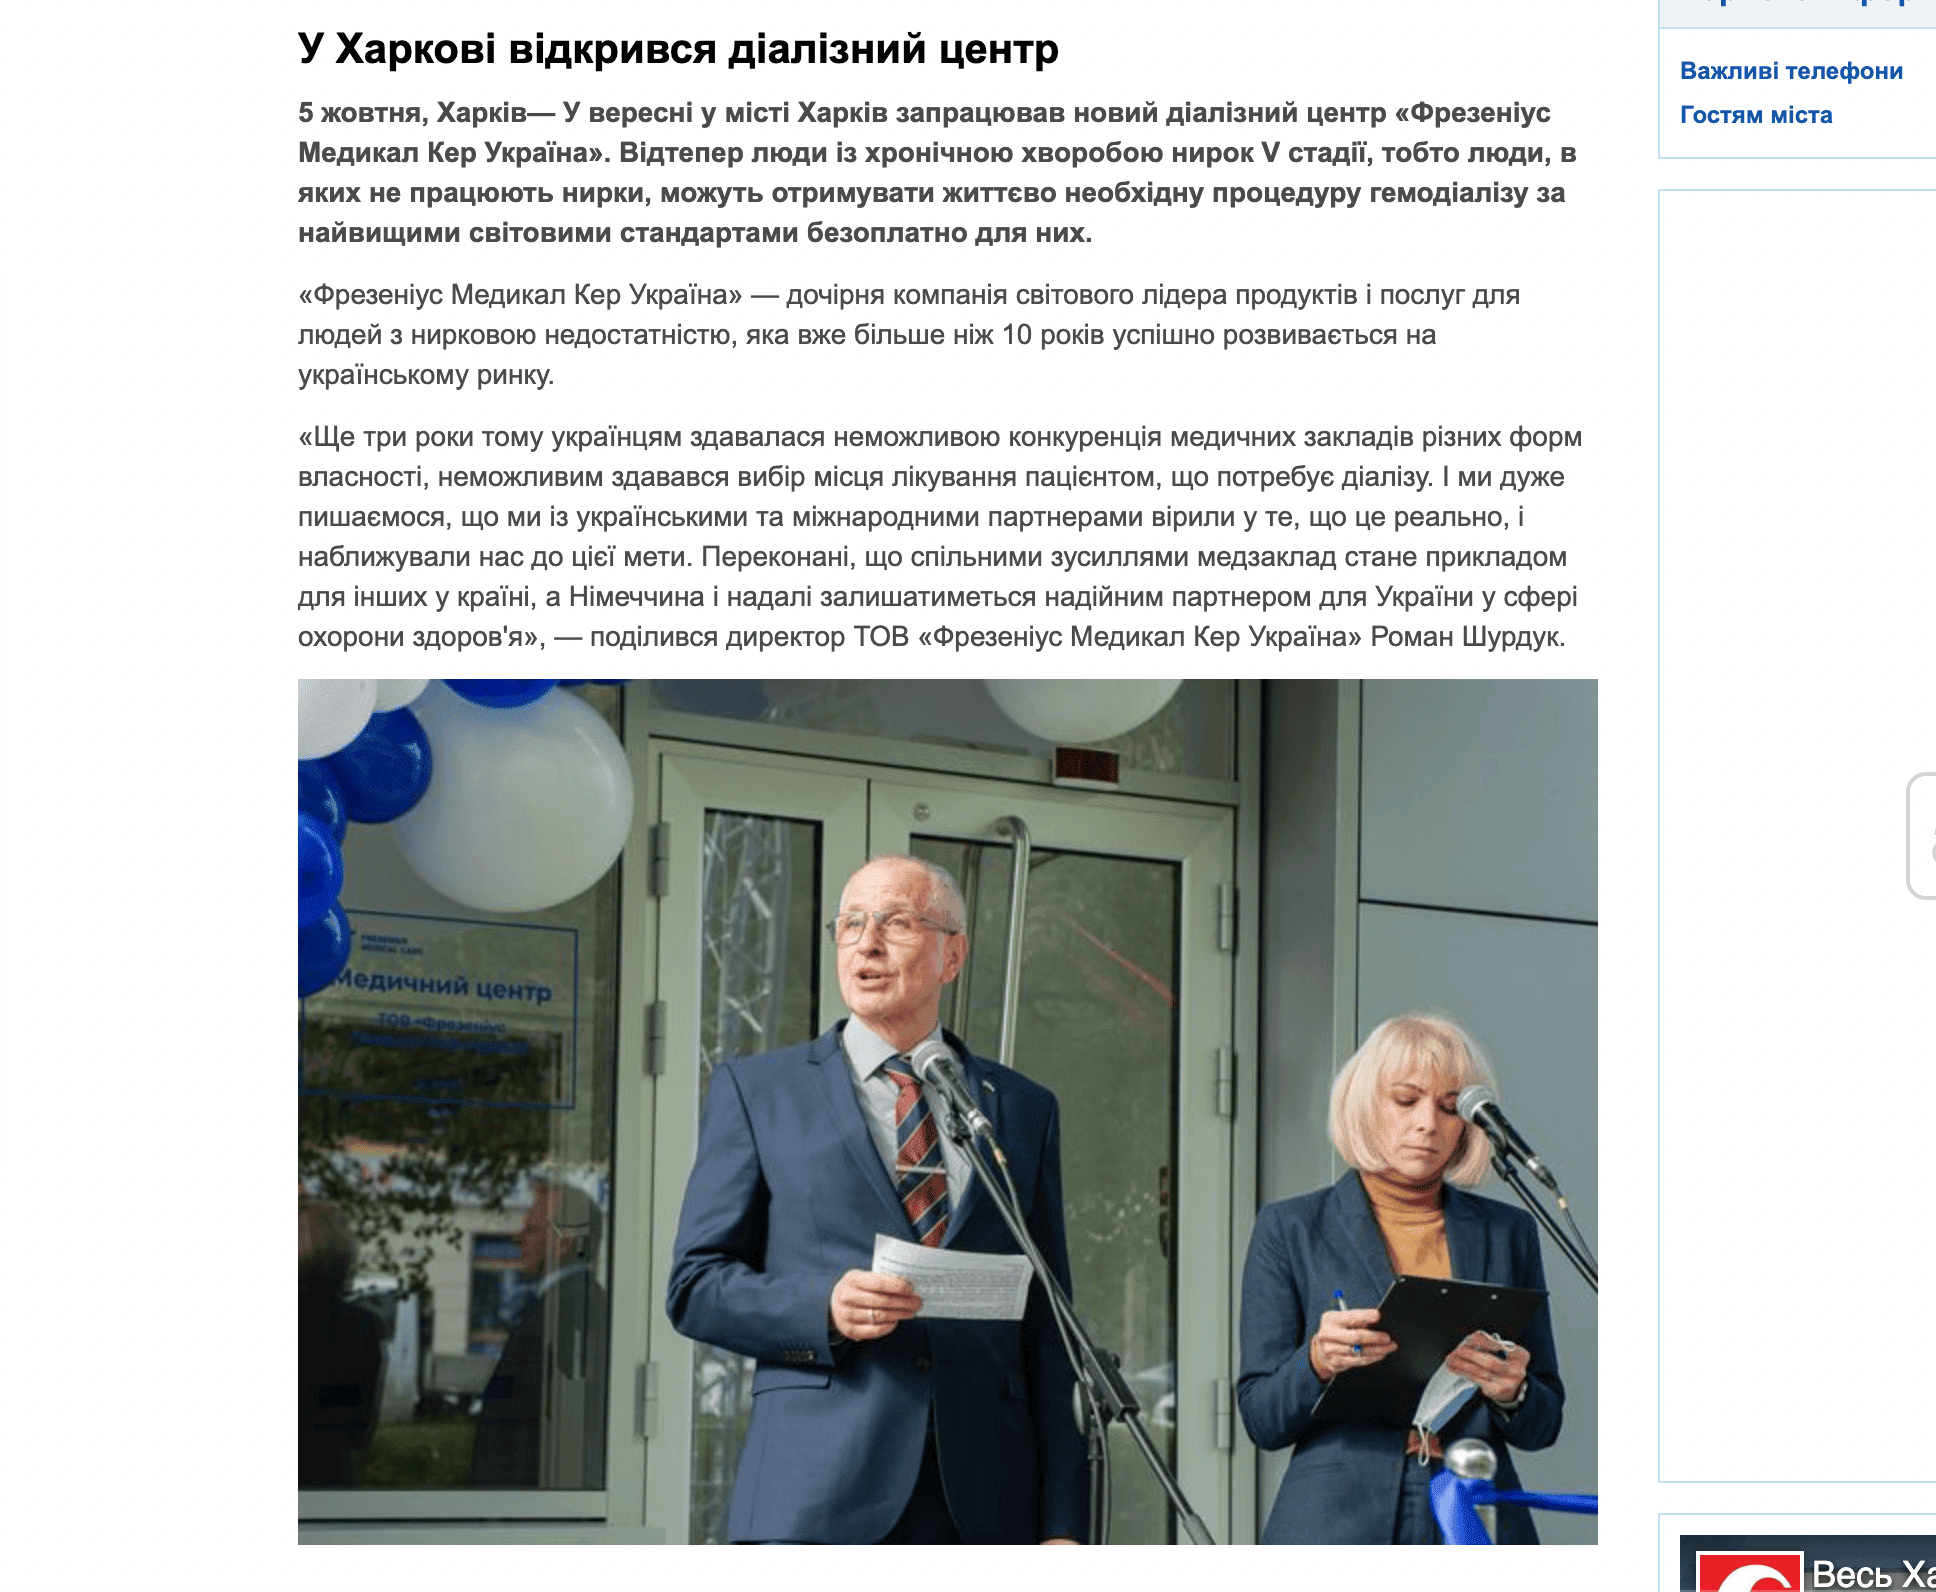 У Харкові відкрився діалізний центр
5 жовтня, Харків— У вересні у місті Харків запрацював новий діалізний центр «Фрезеніус
Медикал Кер Україна». Відтепер люди із хронічною хворобою нирок V стадії, тобто люди, в
яких не працюють нирки, можуть отримувати життєво необхідну процедуру гемодіалізу за
найвищими світовими стандартами безоплатно для них.
«Фрезеніус Медикал Кер Україна» — дочірня компанія світового лідера продуктів і послуг для
людей з нирковою недостатністю, яка вже більше ніж 10 років успішно розвивається на
українському ринку.
«Ще три роки тому українцям здавалася неможливою конкуренція медичних закладів різних форм
власності, неможливим здавався вибір місця лікування пацієнтом, що потребує діалізу. І ми дуже
пишаємося, що ми із українськими та міжнародними партнерами вірили у те, що це реально, і
наближували нас до цієї мети. Переконані, що спільними зусиллями медзаклад стане прикладом
для інших у країні, а Німеччина і надалі залишатиметься надійним партнером для України у сфері
охорони здоров'я», — поділився директор ТОВ «Фрезеніус Медикал Кер Україна» Роман Шурдук.
FRESENIUS
MEDICAL CARE
Медичний центр
ТОВ «Фрезеніус
Важливі телефони
Гостям міста
Весь Ха